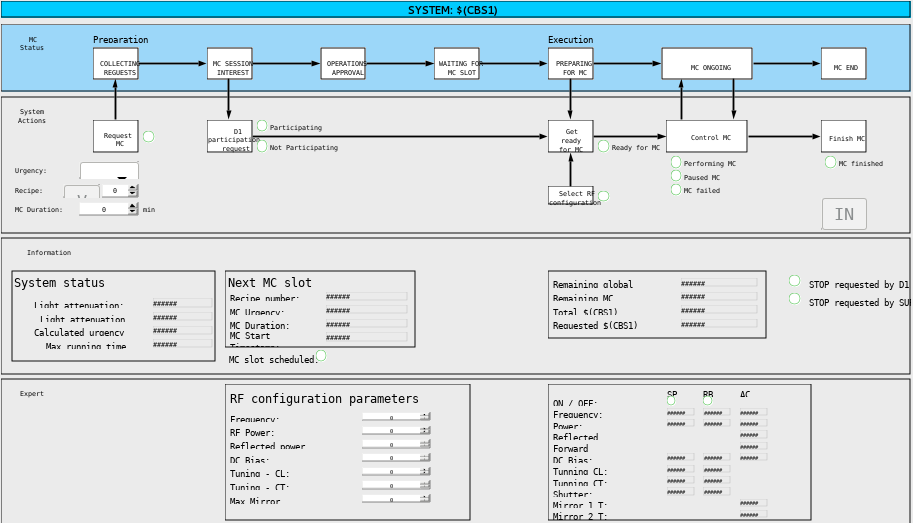 SYSTEM: $(CBS1)
MC
Status
Preparation
Execution
COLLECTING
REQUESTS
MC SESSION
INTEREST
OPERATIONS
APPROVAL
WAITING FOR
MC SLOT
PREPARING
FOR MC
MC ONGOING
MC END
System
Actions
Request
MC
D1
participation
request
Participating
Not Participating
Get
ready
for MC
Ready for MC
Control MC
Finish MC
Performing MC
Paused MC
MC failed
MC finished
Urgency:
Recipe:
0
MC Duration:
0
min
Select RF
configuration
IN
Information
System status
Light attenuation:
######
Light attenuation
######
Calculated urgency
######
Max running time
######
Next MC slot
Recipe number:
######
MC Urgency:
######
MC Duration:
######
MC Start
Timestamp:
######
MC slot scheduled:
Remaining global
######
Remaining MC
######
Total $(CBS1)
######
Requested $(CBS1)
######
STOP requested by D1
STOP requested by SU
Expert
RF configuration parameters
Frequency:
0
RF Power:
0
Reflected power
0
DC Bias:
0
Tuning - CL:
0
Tuning - CT:
0
Max Mirror
0
SP RB AC
ON / OFF:
Frequency:
###### ###### ######
Power:
###### ###### ######
Reflected
######
Forward
######
DC Bias:
###### ###### ######
Tunning CL:
###### ######
Tunning CT:
###### ######
Shutter:
###### ######
Mirror 1 T:
######
Mirror 2 T:
######